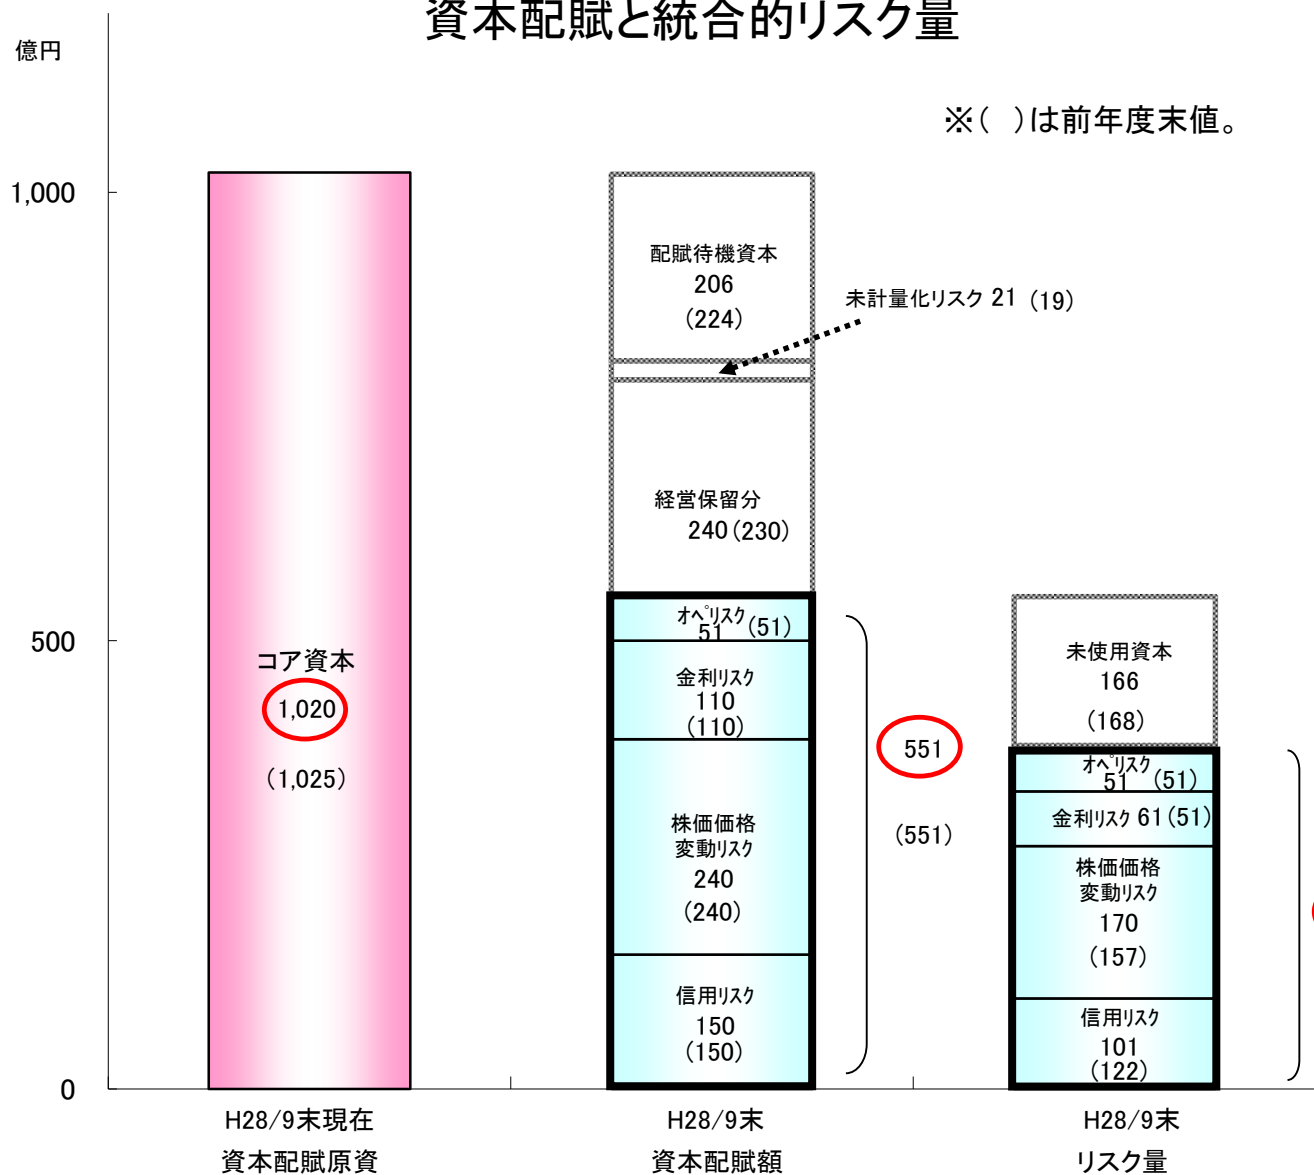 資本配賦と統合的リスク量
億円
※(　)は前年度末値。
1,000
500
0
コア資本
1,020
(1,025)
配賦待機資本
206
(224)
未計量化リスク 21 (19)
経営保留分
240(230)
オペリスク
51 (51)
金利リスク
110
(110)
株価価格
変動リスク
240
(240)
信用リスク
150
(150)
551
(551)
未使用資本
166
(168)
オペリスク
51 (51)
金利リスク 61(51)
株価価格
変動リスク
170
(157)
信用リスク
101
(122)
H28/9末現在
資本配賦原資
H28/9末
資本配賦額
H28/9末
リスク量